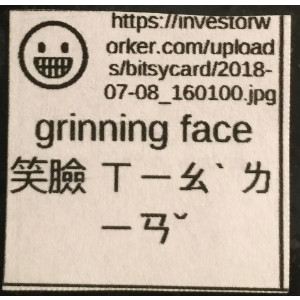 https://investorw
orker.com/upload
s/bitsycard/2018-
07-08_160100.jpg
grinning face
笑臉 ㄒㄧㄠˋ ㄌ
ㄧㄢˇ